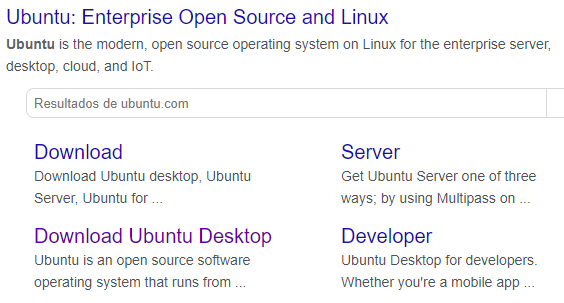 Ubuntu: Enterprise Open Source and Linux
Ubuntu is the modern, open source operating system on Linux for the enterprise server,
desktop, cloud, and IoT.
Resultados de ubuntu.com
Download
Download Ubuntu desktop, Ubuntu
Server, Ubuntu for ...
Server
Get Ubuntu Server one of three
ways; by using Multipass on ...
Download Ubuntu Desktop
Ubuntu is an open source software
operating system that runs from ...
Developer
Ubuntu Desktop for developers.
Whether you're a mobile app ...